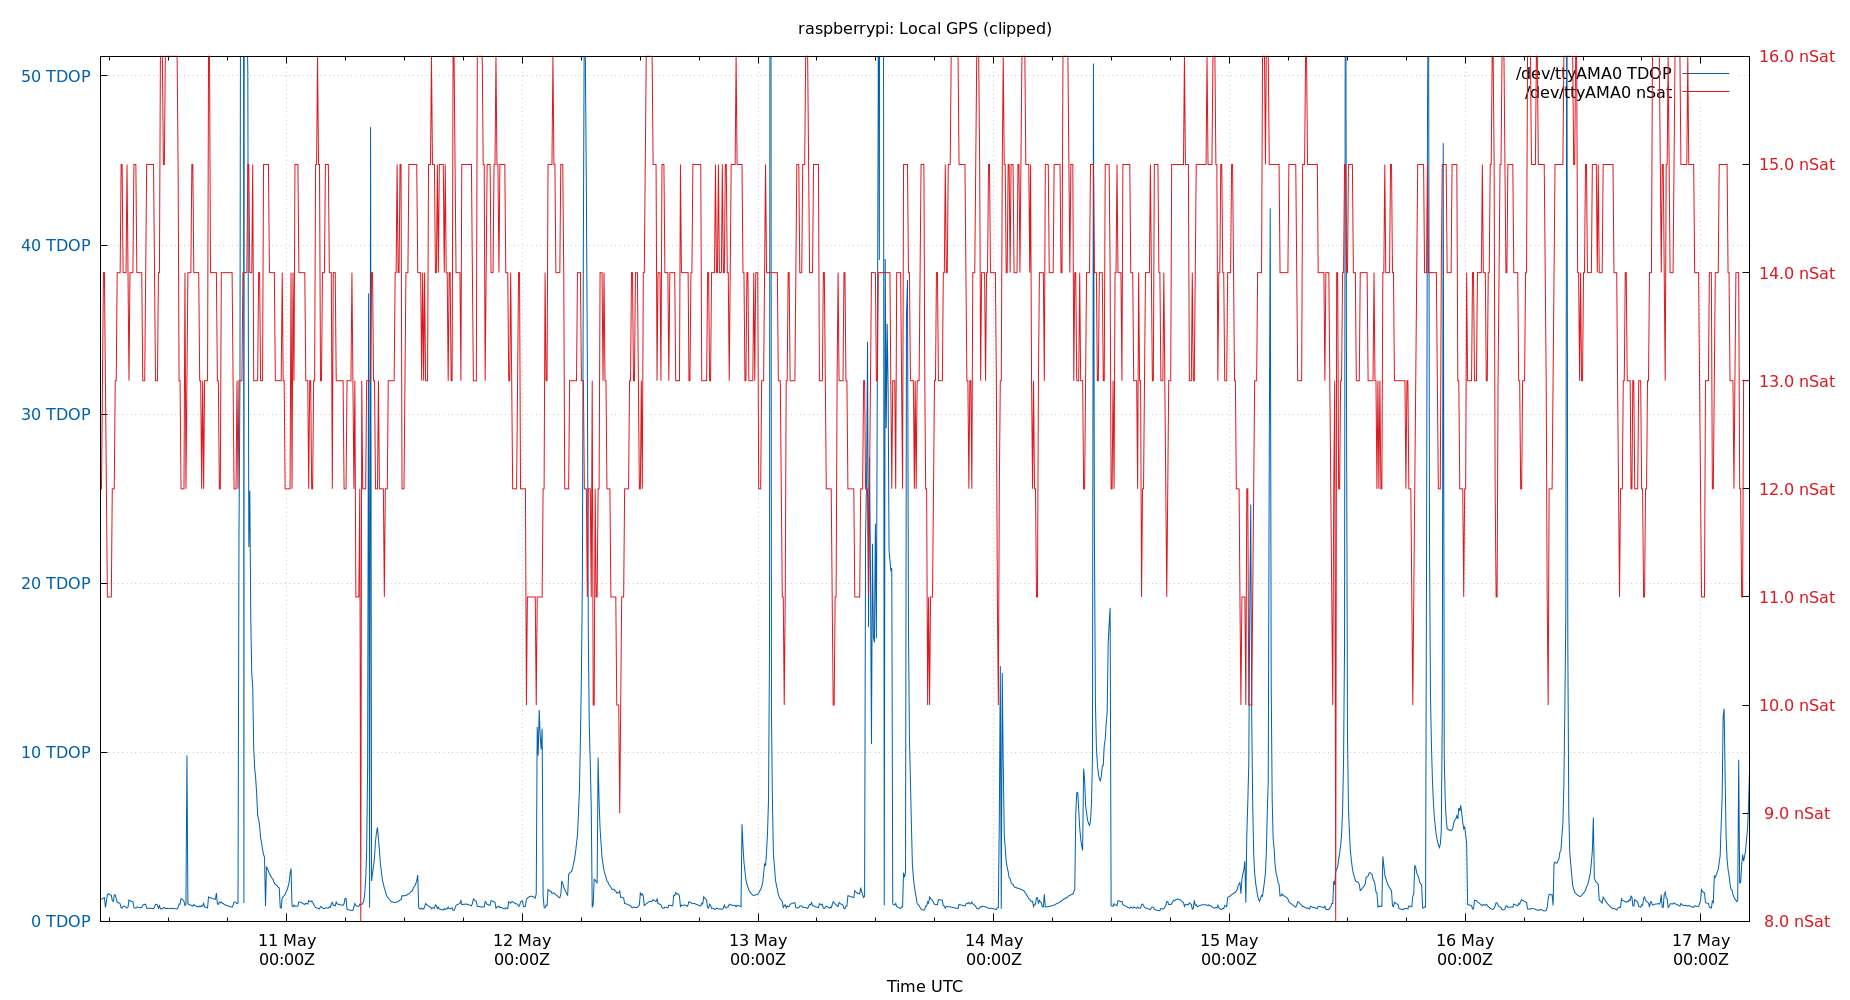 raspberrypi: Local GPS (clipped)
/dev/ttyAMA0 TDOP
/dev/ttyAMA0 nSat
50 TDOP
40 TDOP
30 TDOP
20 TDOP
10 TDOP
0 TDOP
16.0 nSat
15.0 nSat
14.0 nSat
13.0 nSat
12.0 nSat
11.0 nSat
10.0 nSat
9.0 nSat
8.0 nSat
11 May
00:00Z
12 May
00:00Z
13 May
00:00Z
14 May
00:00Z
15 May
00:00Z
16 May
00:00Z
17 May
00:00Z
Time UTC